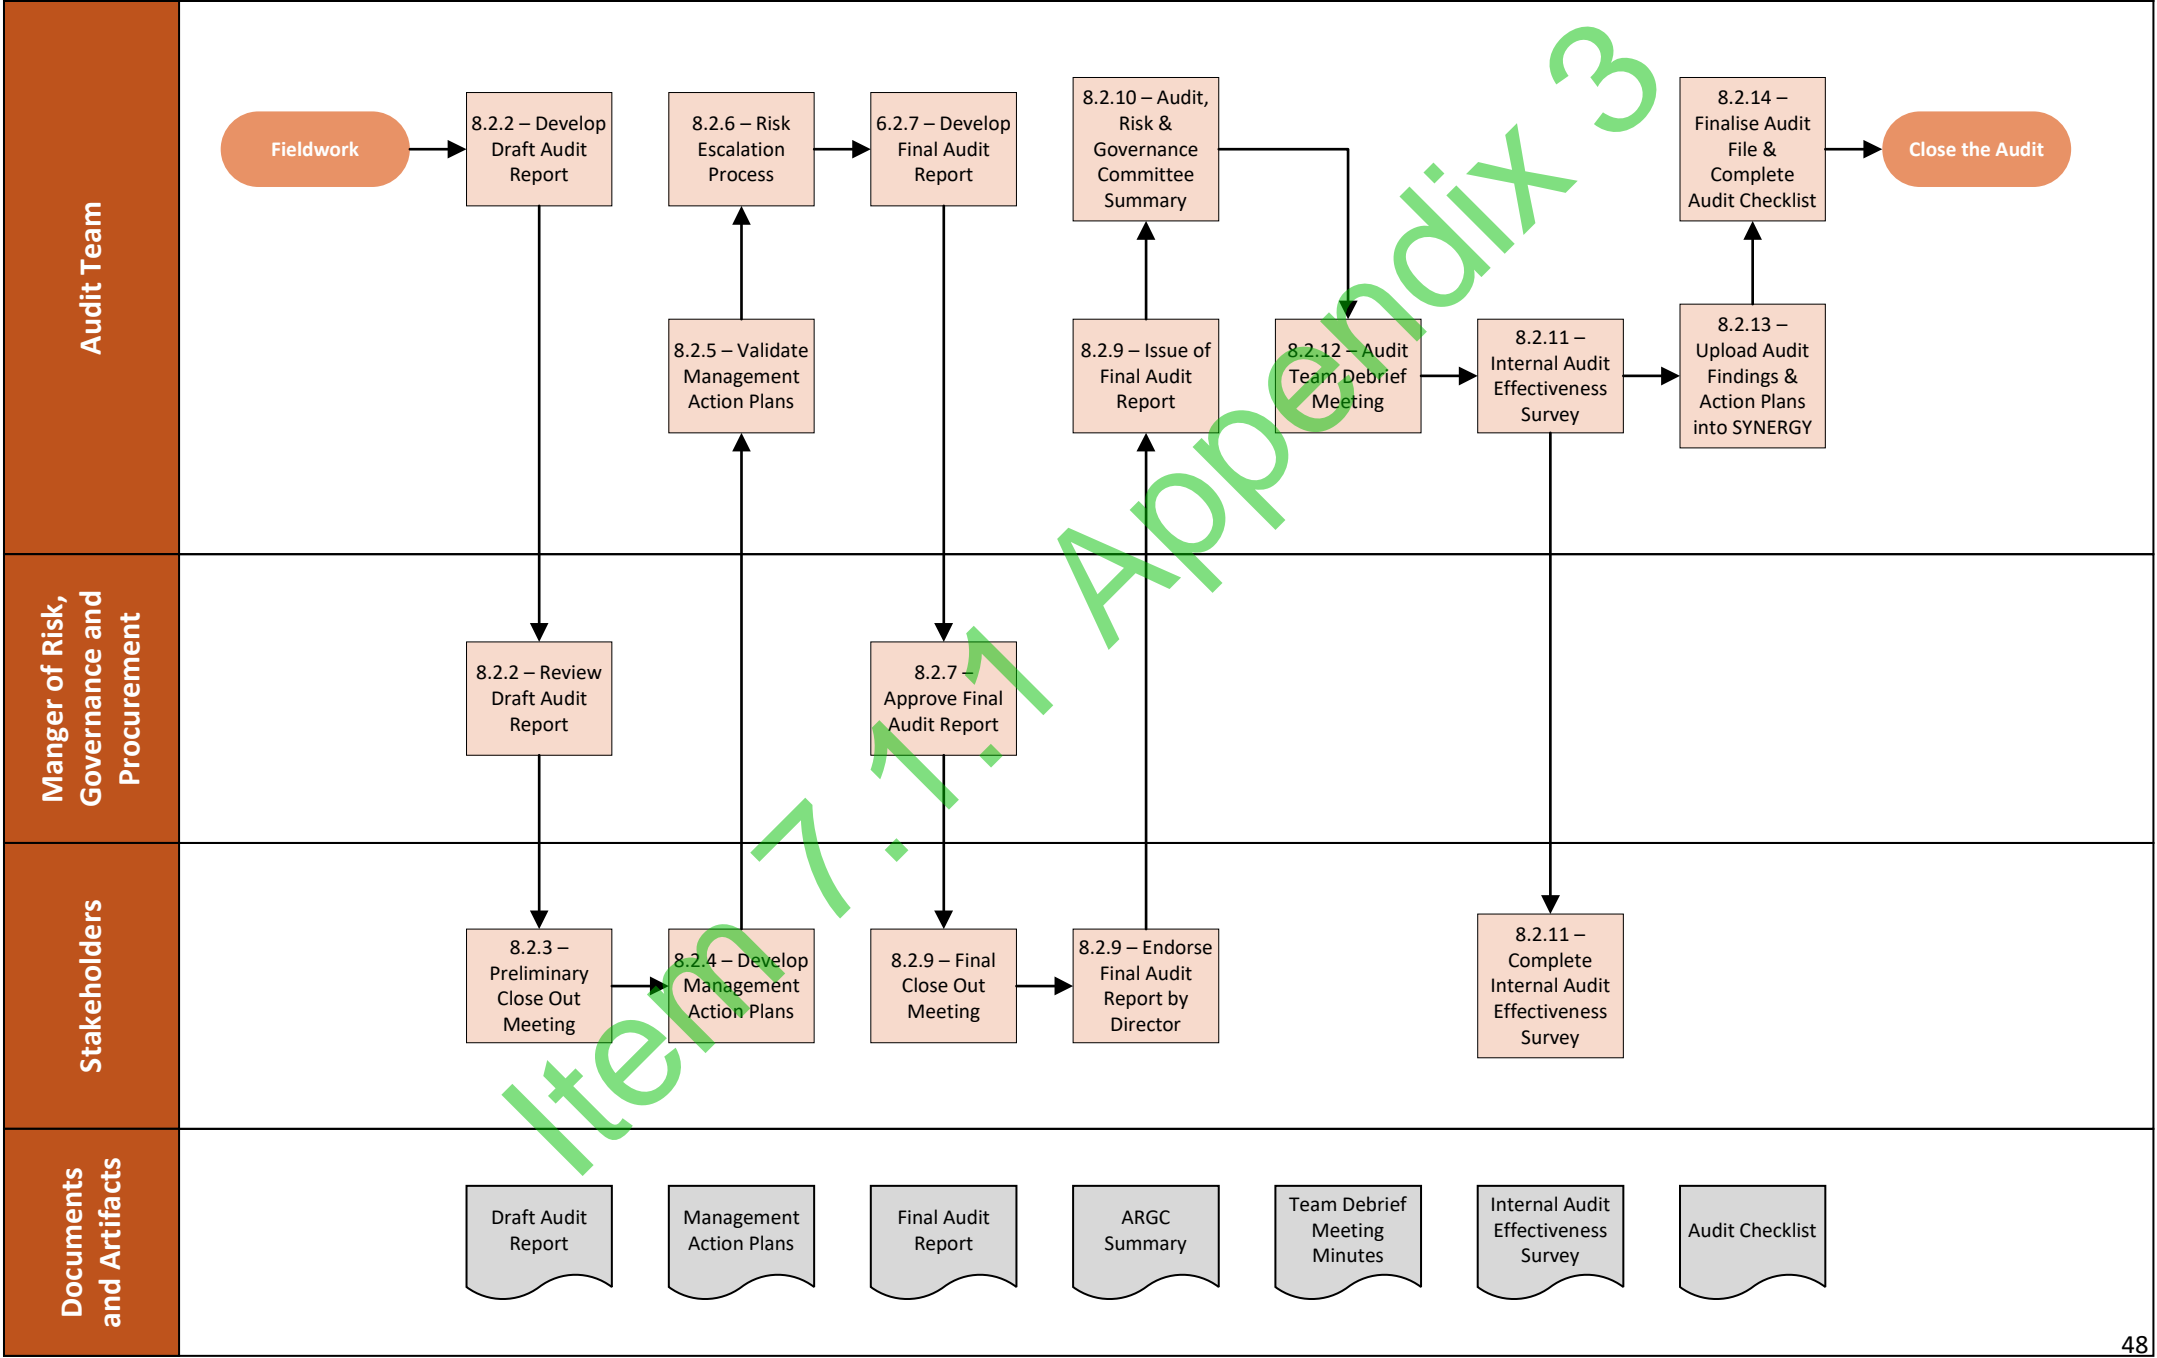 Audit Team
Fieldwork
8.2.2 – Develop
Draft Audit
Report
8.2.6 – Risk
Escalation
Process
6.2.7 – Develop
Final Audit
Report
8.2.10 – Audit,
Risk &
Governance
Committee
Summary
8.2.14 –
Finalise Audit
File &
Complete
Audit Checklist
Close the Audit
8.2.5 – Validate
Management
Action Plans
8.2.9 – Issue of
Final Audit
Report
8.2.12 – Audit
Team Debrief
Meeting
8.2.11 –
Internal Audit
Effectiveness
Survey
8.2.13 –
Upload Audit
Findings &
Action Plans
into SYNERGY
Manger of Risk,
Governance and
Procurement
8.2.2 – Review
Draft Audit
Report
8.2.7 –
Approve Final
Audit Report
Stakeholders
8.2.3 –
Preliminary
Close Out
Meeting
8.2.4 – Develop
Management
Action Plans
8.2.9 – Final
Close Out
Meeting
8.2.9 – Endorse
Final Audit
Report by
Director
8.2.11 –
Complete
Internal Audit
Effectiveness
Survey
Documents
and Artifacts
Draft Audit
Report
Management
Action Plans
Final Audit
Report
ARGC
Summary
Team Debrief
Meeting
Minutes
Internal Audit
Effectiveness
Survey
Audit Checklist
Item 7.1.1 Appendix 3
48